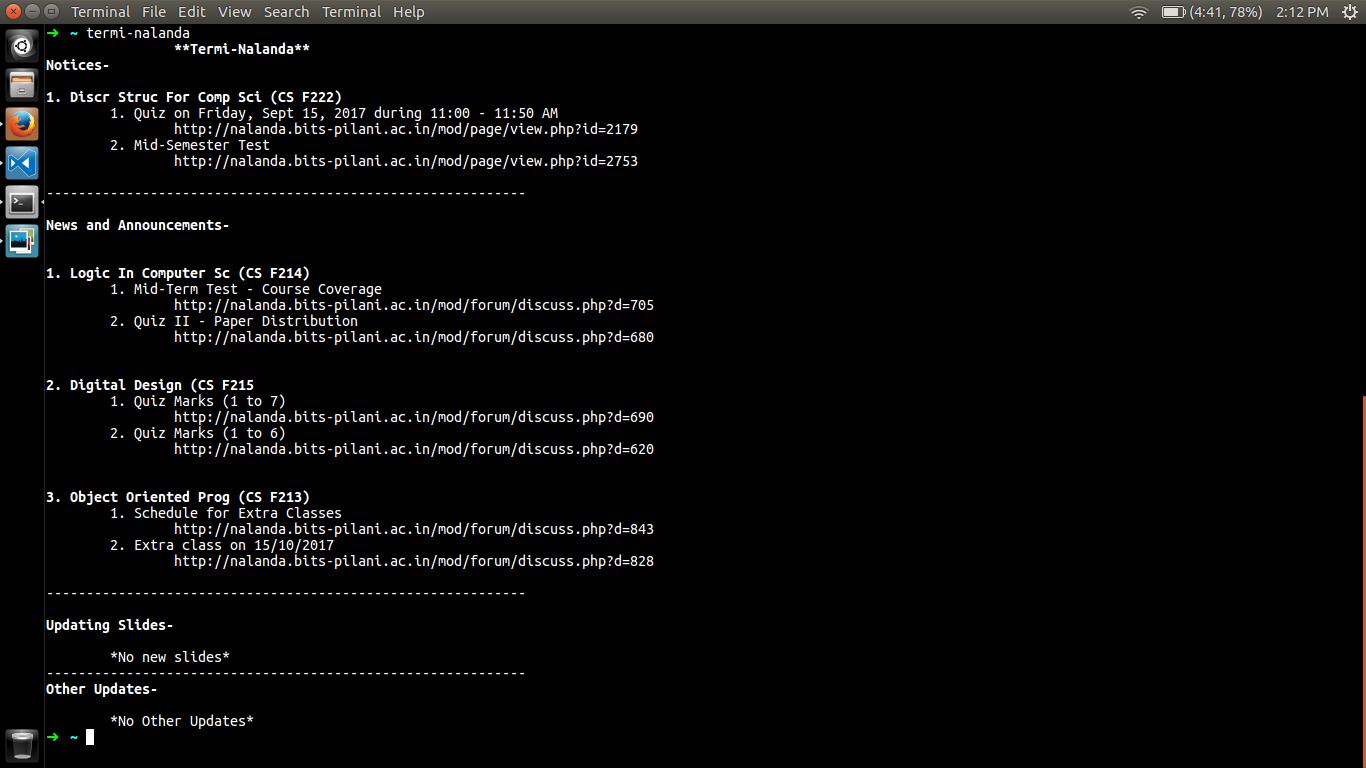 Terminal File Edit View Search Terminal Help (4:41, 78%) 2:12 PM
➜ ~ termi-nalanda
**Termi-Nalanda**
Notices-
1. Discr Struc For Comp Sci (CS F222)
1. Quiz on Friday, Sept 15, 2017 during 11:00 - 11:50 AM
http://nalanda.bits-pilani.ac.in/mod/page/view.php?id=2179
2. Mid-Semester Test
http://nalanda.bits-pilani.ac.in/mod/page/view.php?id=2753
------------------------------------------------------------
News and Announcements-
1. Logic In Computer Sc (CS F214)
1. Mid-Term Test - Course Coverage
http://nalanda.bits-pilani.ac.in/mod/forum/discuss.php?d=705
2. Quiz II - Paper Distribution
http://nalanda.bits-pilani.ac.in/mod/forum/discuss.php?d=680
2. Digital Design (CS F215
1. Quiz Marks (1 to 7)
http://nalanda.bits-pilani.ac.in/mod/forum/discuss.php?d=690
2. Quiz Marks (1 to 6)
http://nalanda.bits-pilani.ac.in/mod/forum/discuss.php?d=620
3. Object Oriented Prog (CS F213)
1. Schedule for Extra Classes
http://nalanda.bits-pilani.ac.in/mod/forum/discuss.php?d=843
2. Extra class on 15/10/2017
http://nalanda.bits-pilani.ac.in/mod/forum/discuss.php?d=828
------------------------------------------------------------
Updating Slides-
*No new slides*
------------------------------------------------------------
Other Updates-
*No Other Updates*
➜ ~